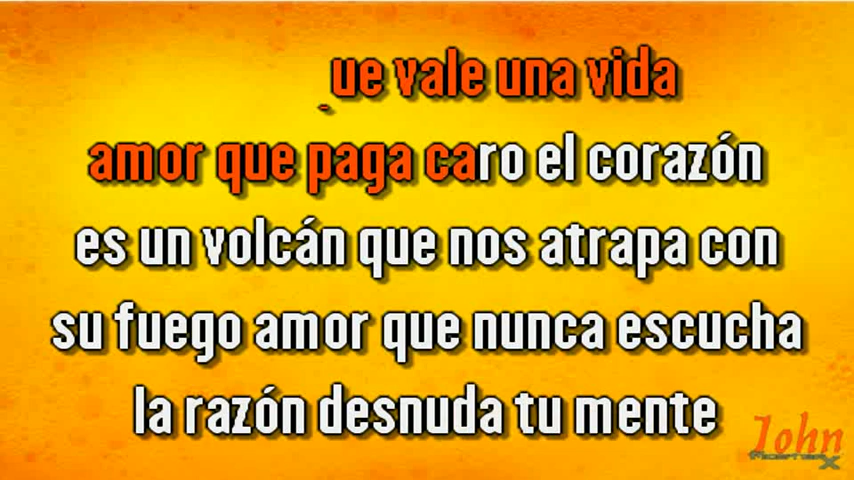 ue vale una vida
amor que paga caro el corazón
es un volcán que nos atrapa con
su fuego amor que nunca escucha
la razón desnuda tu mente
John